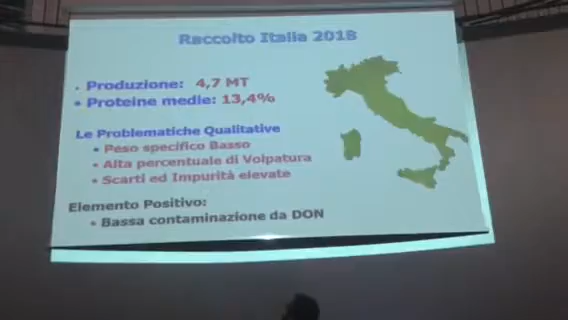 Raccolto Italia 2018
. Produzione: 4,7 MT
• Proteine medie: 13,4%
Le Problematiche Qualitative
• Peso specifico Basso
• Alta percentuale di Volpatura
• Scarti ed Impurità elevate
Elemento Positivo:
• Bassa contaminazione da DON